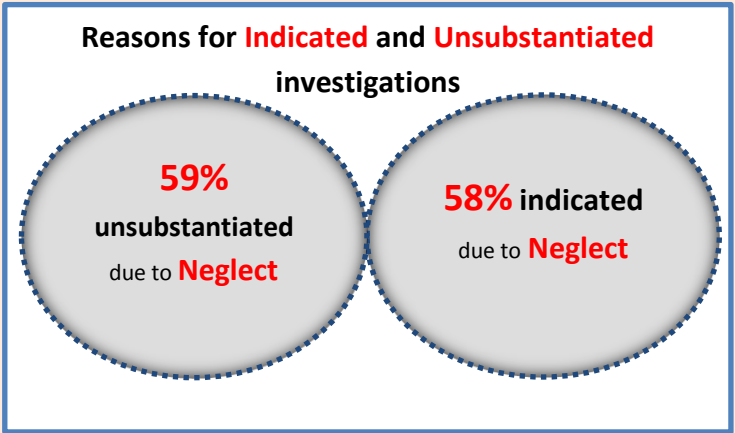 Reasons for Indicated and Unsubstantiated
investigations
59%
unsubstantiated
due to Neglect
58% indicated
due to Neglect